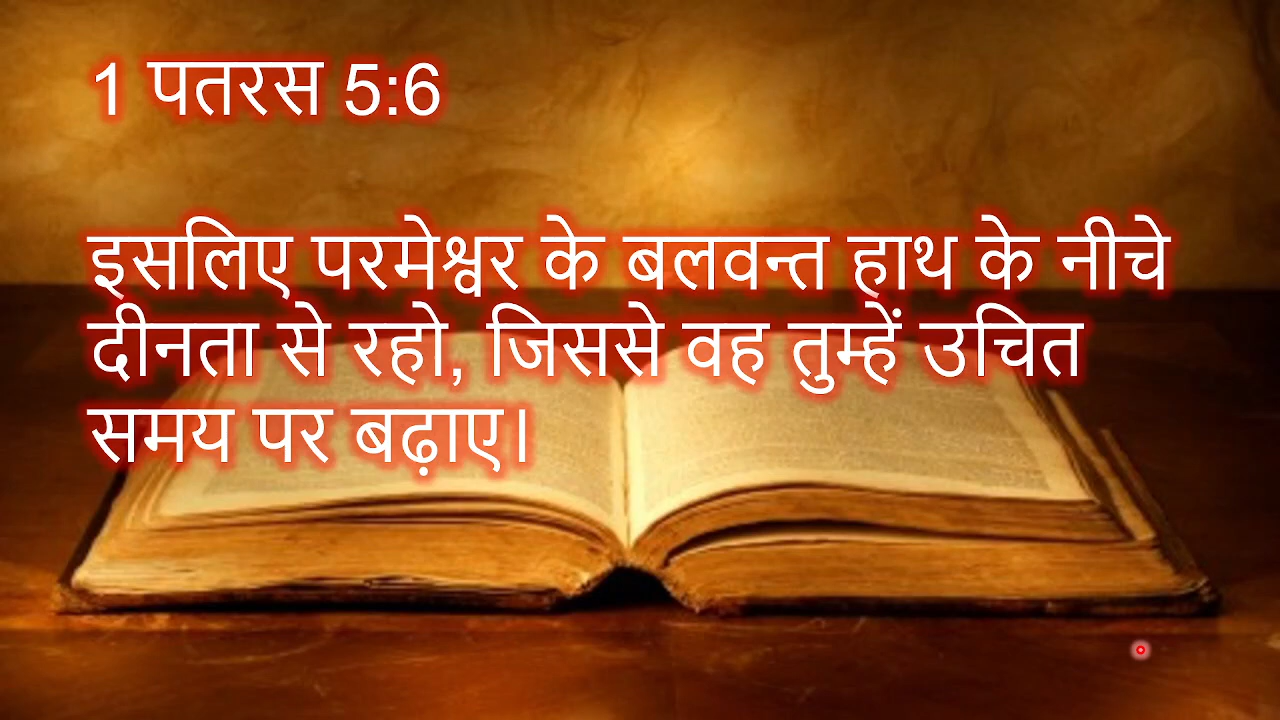 1 पतरस 5:6
इसलिए परमेश्वर के बलवन्त हाथ के नीचे
दीनता से रहो, जिससे वह तुम्हें उचित
समय पर बढ़ाए।